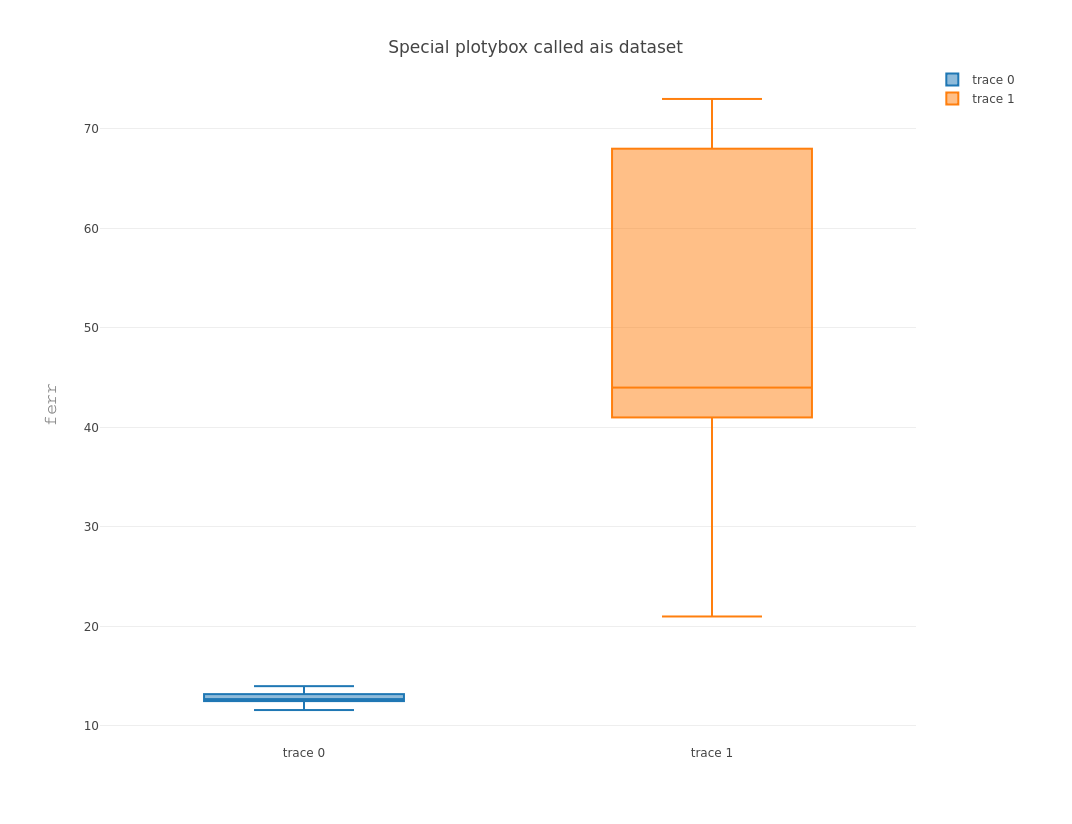 Special plotybox called ais dataset
trace 0
trace 1
70
60
50
40
30
20
10
ferr
trace 0
trace 1